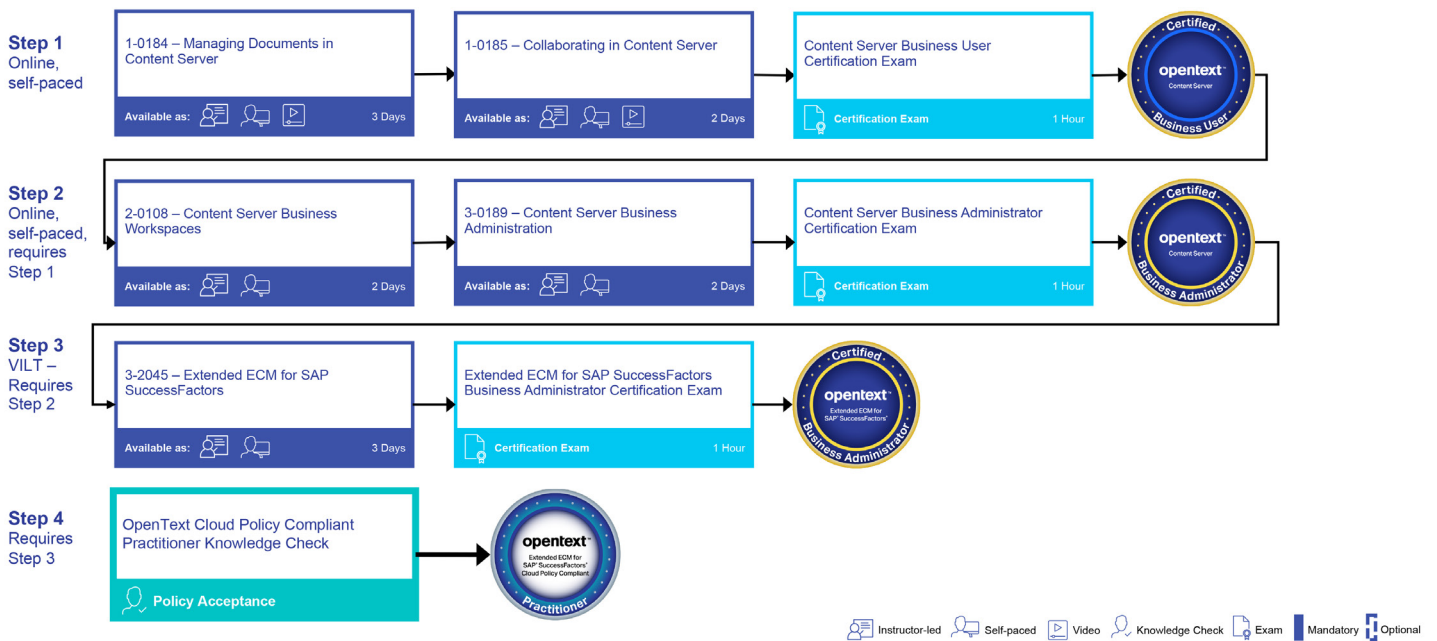 Step 1
Online,
self-paced
1-0184 – Managing Documents in
Content Server
Available as:
3 Days
1-0185 – Collaborating in Content Server
Available as:
2 Days
Content Server Business User
Certification Exam
Certification Exam
1 Hour
Certified
opentext™
Content Server
Business User
Step 2
Online,
self-paced,
requires
Step 1
2-0108 – Content Server Business
Workspaces
Available as:
2 Days
3-0189 – Content Server Business
Administration
Available as:
2 Days
Content Server Business Administrator
Certification Exam
Certification Exam
1 Hour
Certified
opentext™
Content Server
Business Administrator
Step 3
VILT –
Requires
Step 2
3-2045 – Extended ECM for SAP
SuccessFactors
Available as:
3 Days
Extended ECM for SAP SuccessFactors
Business Administrator Certification Exam
Certification Exam
1 Hour
Certified
opentext™
Extended ECM for
SAP® SuccessFactors®
Business Administrator
Step 4
Requires
Step 3
OpenText Cloud Policy Compliant
Practitioner Knowledge Check
Policy Acceptance
opentext™
Extended ECM for
SAP® SuccessFactors®
Cloud Policy Compliant
Practitioner
Instructor-led
Self-paced
Video
Knowledge Check
Exam
Mandatory
Optional